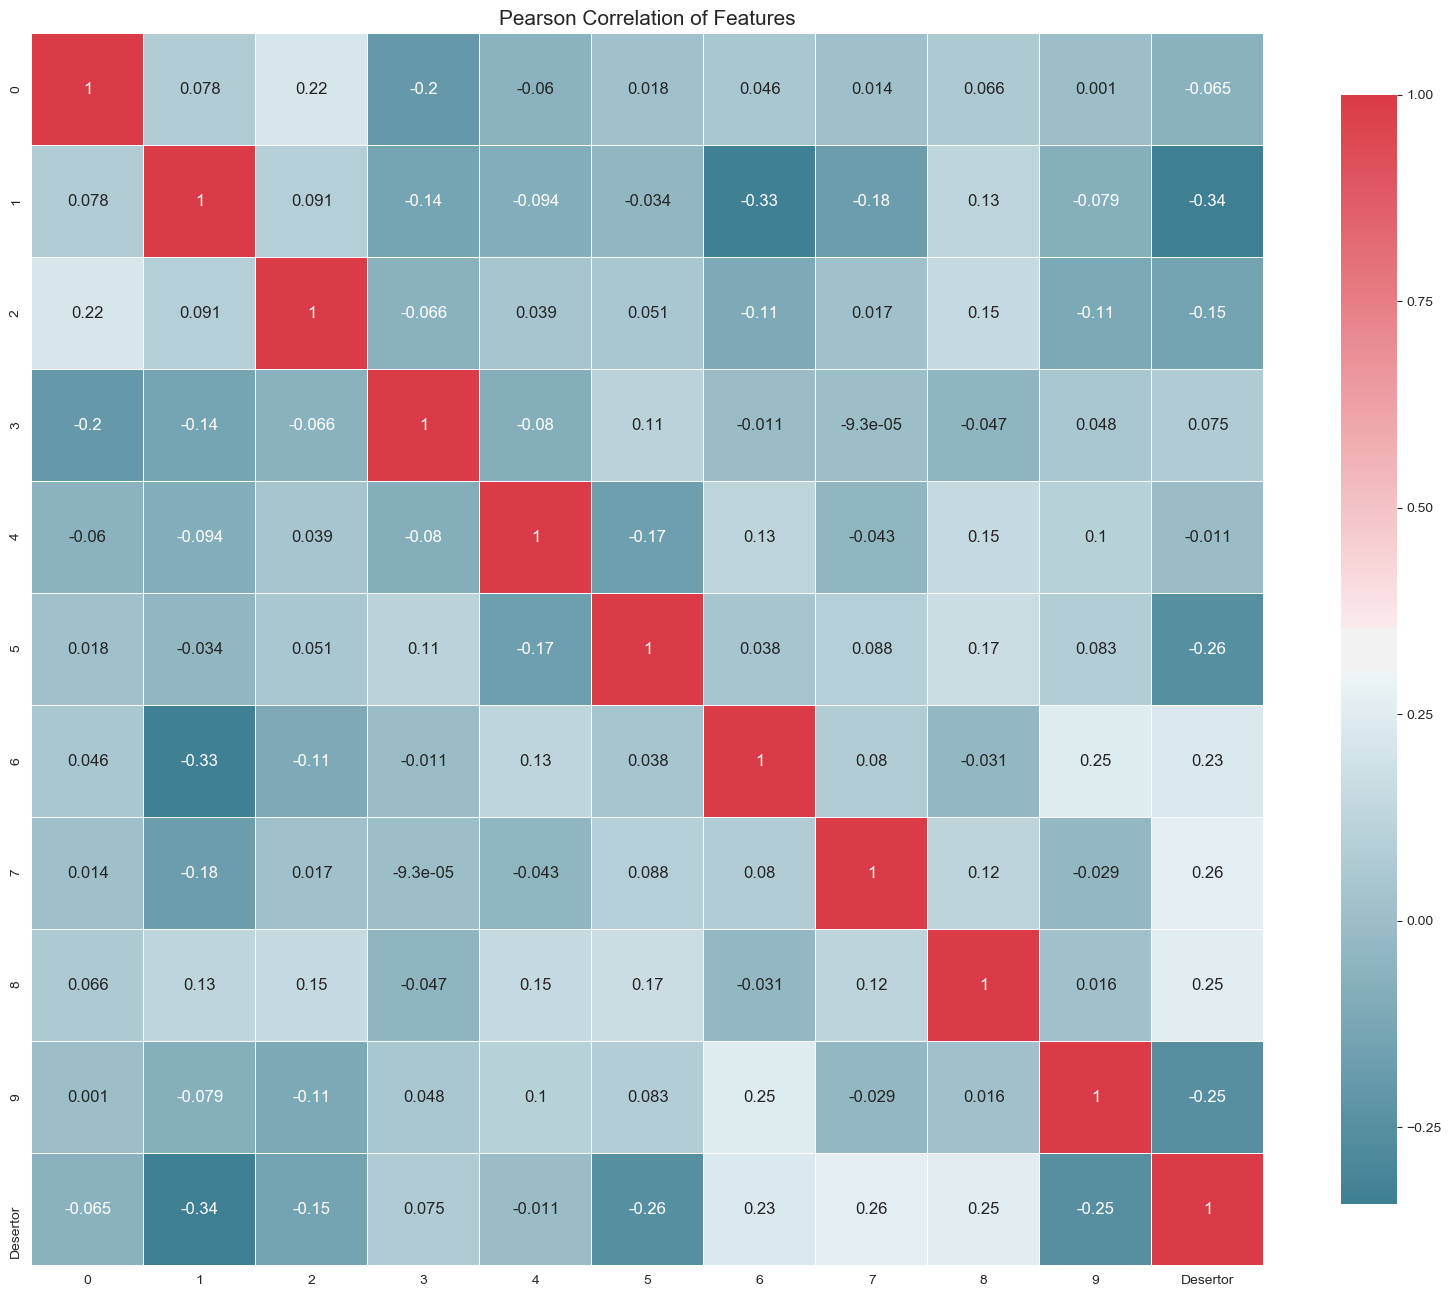 Pearson Correlation of Features
0 1 0.078 0.22 -0.2 -0.06 0.018 0.046 0.014 0.066 0.001 -0.065
1 0.078 1 0.091 -0.14 -0.094 -0.034 -0.33 -0.18 0.13 -0.079 -0.34
2 0.22 0.091 1 -0.066 0.039 0.051 -0.11 0.017 0.15 -0.11 -0.15
3 -0.2 -0.14 -0.066 1 -0.08 0.11 -0.011 -9.3e-05 -0.047 0.048 0.075
4 -0.06 -0.094 0.039 -0.08 1 -0.17 0.13 -0.043 0.15 0.1 -0.011
5 0.018 -0.034 0.051 0.11 -0.17 1 0.038 0.088 0.17 0.083 -0.26
6 0.046 -0.33 -0.11 -0.011 0.13 0.038 1 0.08 -0.031 0.25 0.23
7 0.014 -0.18 0.017 -9.3e-05 -0.043 0.088 0.08 1 0.12 -0.029 0.26
8 0.066 0.13 0.15 -0.047 0.15 0.17 -0.031 0.12 1 0.016 0.25
9 0.001 -0.079 -0.11 0.048 0.1 0.083 0.25 -0.029 0.016 1 -0.25
Desertor -0.065 -0.34 -0.15 0.075 -0.011 -0.26 0.23 0.26 0.25 -0.25 1
0 1 2 3 4 5 6 7 8 9 Desertor
1.00
0.75
0.50
0.25
0.00
−0.25